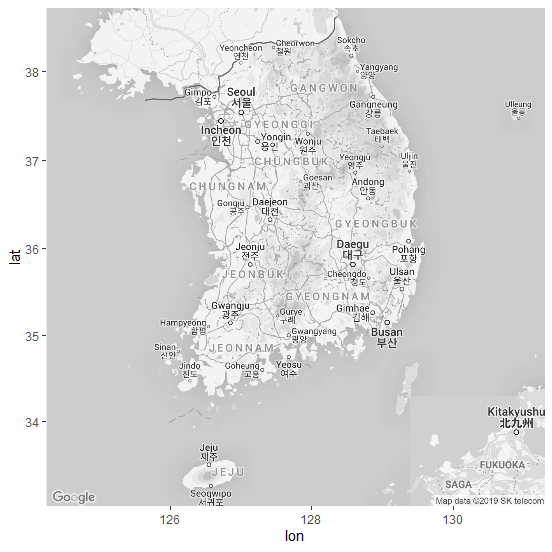 Sokcho
속초
Yeoncheon
연천
Cheorwon
철원
38
Yangyang
양양
GANGWON
Gimpo
김포
Seoul
서울
Gangneung
강릉
Ulleung
울릉
GYEONGGI
Incheon
인천
Yongin
용인
Wonju
원주
Taebaek
태백
37
CHUNGBUK
Yeongju
영주
Uljin
울진
Goesan
괴산
Andong
안동
CHUNGNAM
Gongju
공주
Daejeon
대전
GYEONGBUK
36
Jeonju
전주
Daegu
대구
Pohang
포항
lat
JEONBUK
Cheongdo
청도
Ulsan
울산
GYEONGNAM
Gwangju
광주
Gurye
구례
Gimhae
김해
Hampyeong
함평
Gwangyang
광양
Busan
부산
35
Sinan
신안
JEONNAM
Jindo
진도
Goheung
고흥
Yeosu
여수
34
Kitakyushu
北九州
Jeju
제주
JEJU
FUKUOKA
SAGA
Seogwipo
서귀포
Google
Map data ©2019 SK telecom
126
128
130
lon